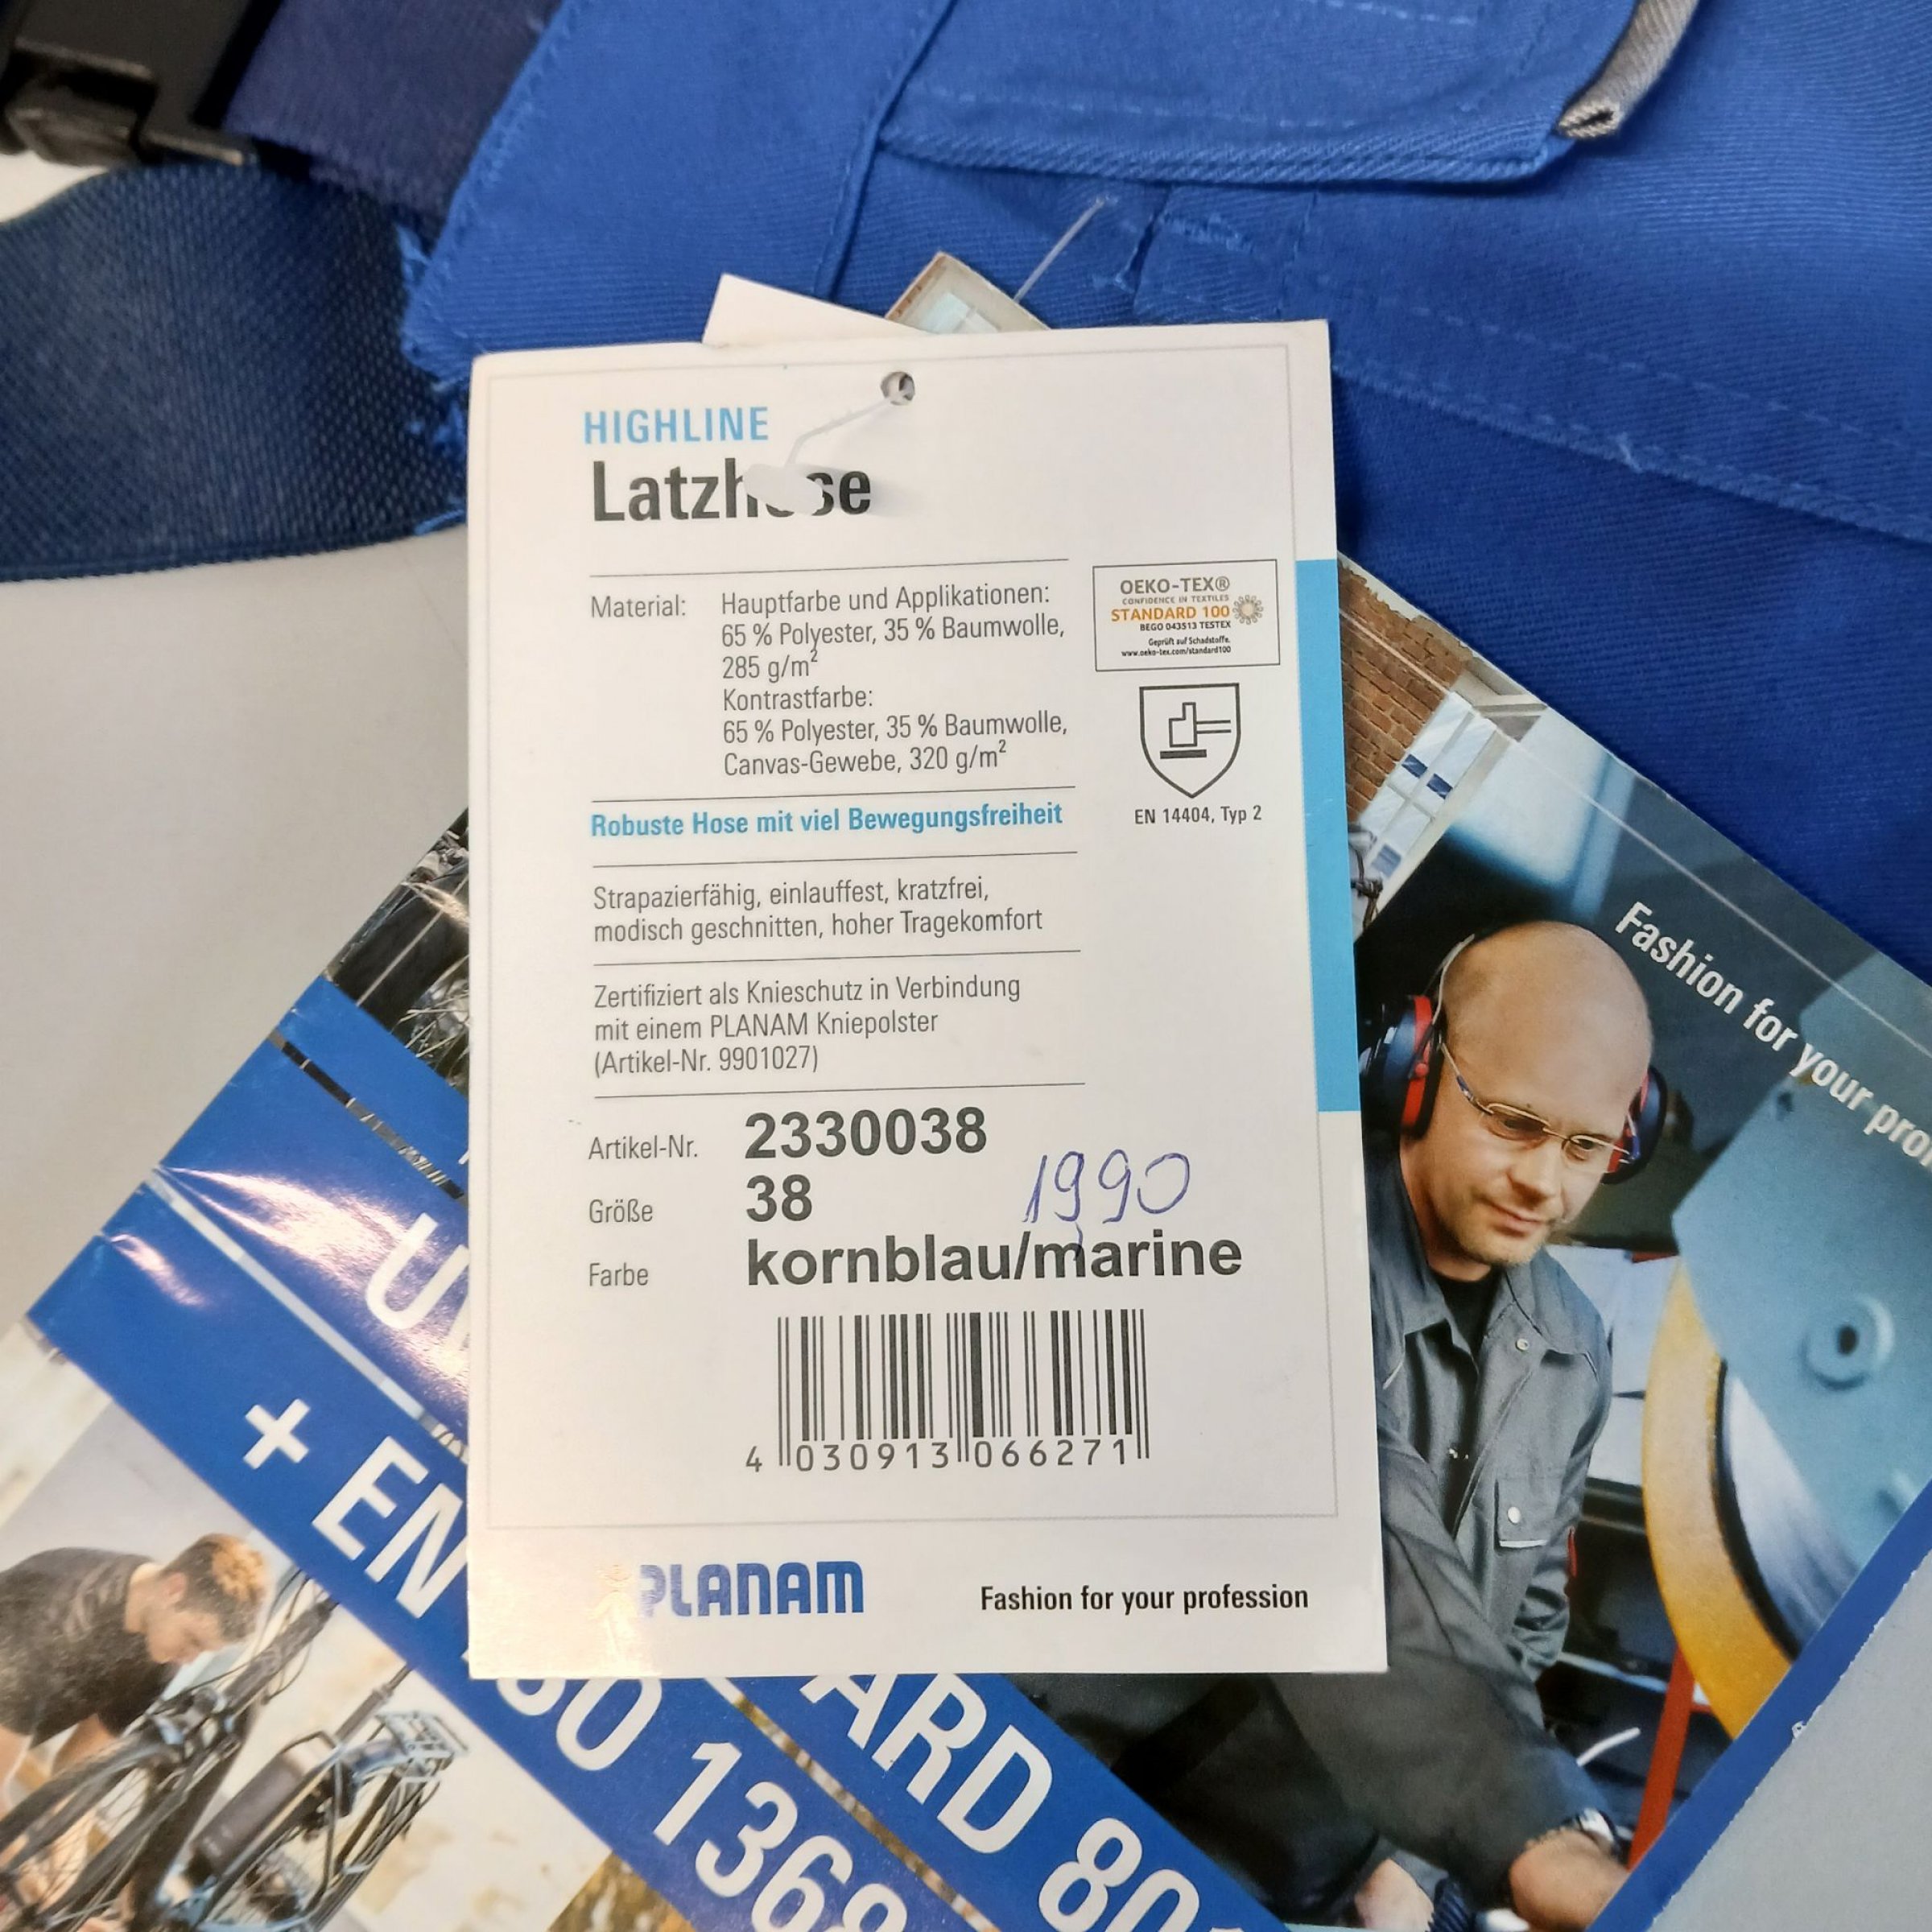 HIGHLINE
Latzhose
Material: Hauptfarbe und Applikationen:
65 % Polyester, 35 % Baumwolle,
285 g/m²
Kontrastfarbe:
65 % Polyester, 35 % Baumwolle,
Canvas-Gewebe, 320 g/m²
OEKO-TEX®
CONFIDENCE IN TEXTILES
STANDARD 100
BEGO 043513 TESTEX
Geprüft auf Schadstoffe.
www.oeko-tex.com/standard100
EN 14404, Typ 2
Robuste Hose mit viel Bewegungsfreiheit
Strapazierfähig, einlauffest, kratzfrei,
modisch geschnitten, hoher Tragekomfort
Zertifiziert als Knieschutz in Verbindung
mit einem PLANAM Kniepolster
(Artikel-Nr. 9901027)
Artikel-Nr. 2330038
Größe 38
1990
Farbe kornblau/marine
4 030913 066271
PLANAM
Fashion for your profession
Fashion for your pro
ARD 80
+ EN ISO 1368